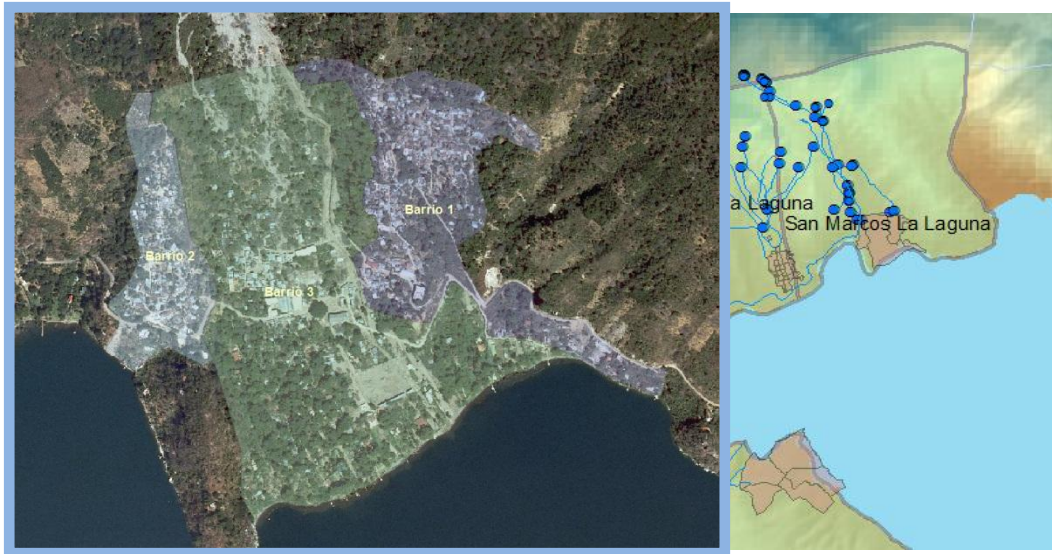 Barrio 1
Barrio 2
Barrio 3
a Laguna
San Marcos La Laguna